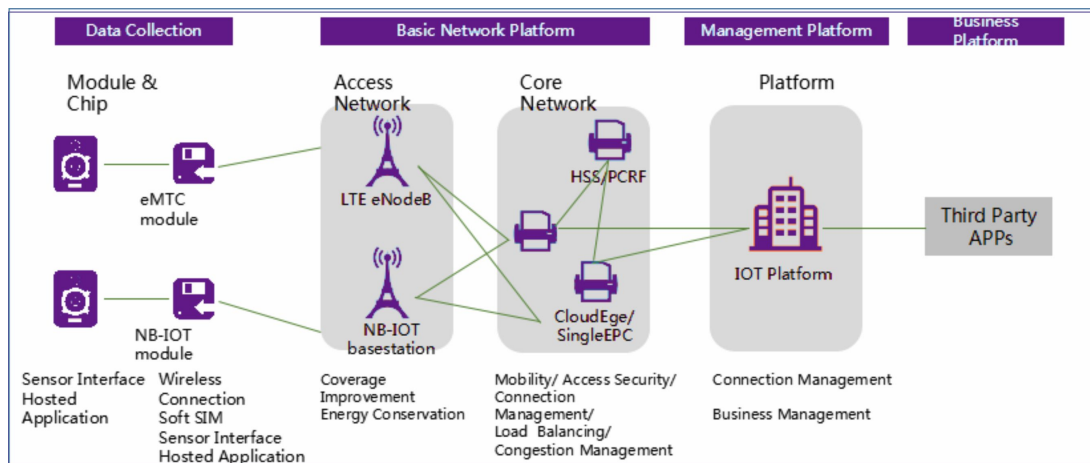 Data Collection
Basic Network Platform
Management Platform
Business
Platform
Module &
Chip
Access
Network
Core
Network
Platform
HSS/PCRF
LTE eNodeB
eMTC
module
Third Party
APPs
IOT Platform
CloudEge/
SingleEPC
NB-IOT
basestation
NB-IOT
module
Sensor Interface
Hosted
Application
Wireless
Connection
Soft SIM
Sensor Interface
Hosted Application
Coverage
Improvement
Energy Conservation
Mobility/ Access Security/
Connection
Management/
Load Balancing/
Congestion Management
Connection Management
Business Management